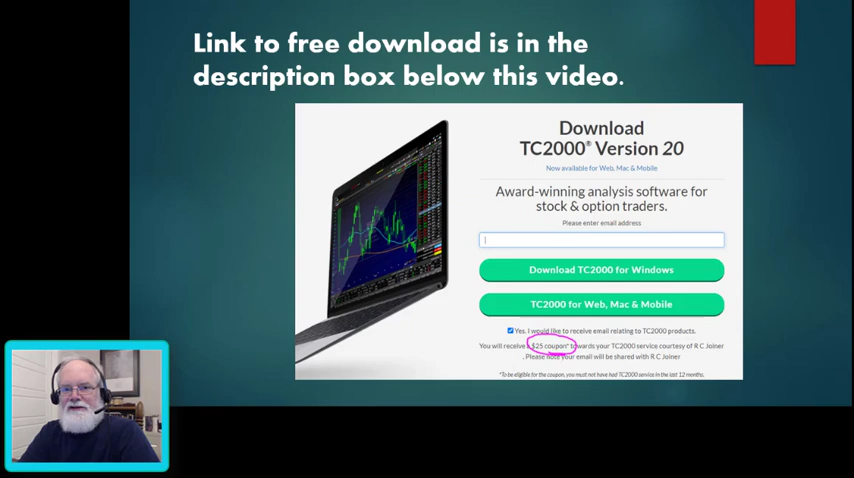 Link to free download is in the
description box below this video.
Download
TC2000® Version 20
Now available for Web, Mac & Mobile
Award-winning analysis software for
stock & option traders.
Please enter email address
Download TC2000 for Windows
TC2000 for Web, Mac & Mobile
Yes. I would like to receive email relating to TC2000 products.
You will receive a $25 coupon* towards your TC2000 service courtesy of R C Joiner
. Please note your email will be shared with R C Joiner
*To be eligible for the coupon, you must not have had TC2000 service in the last 12 months.